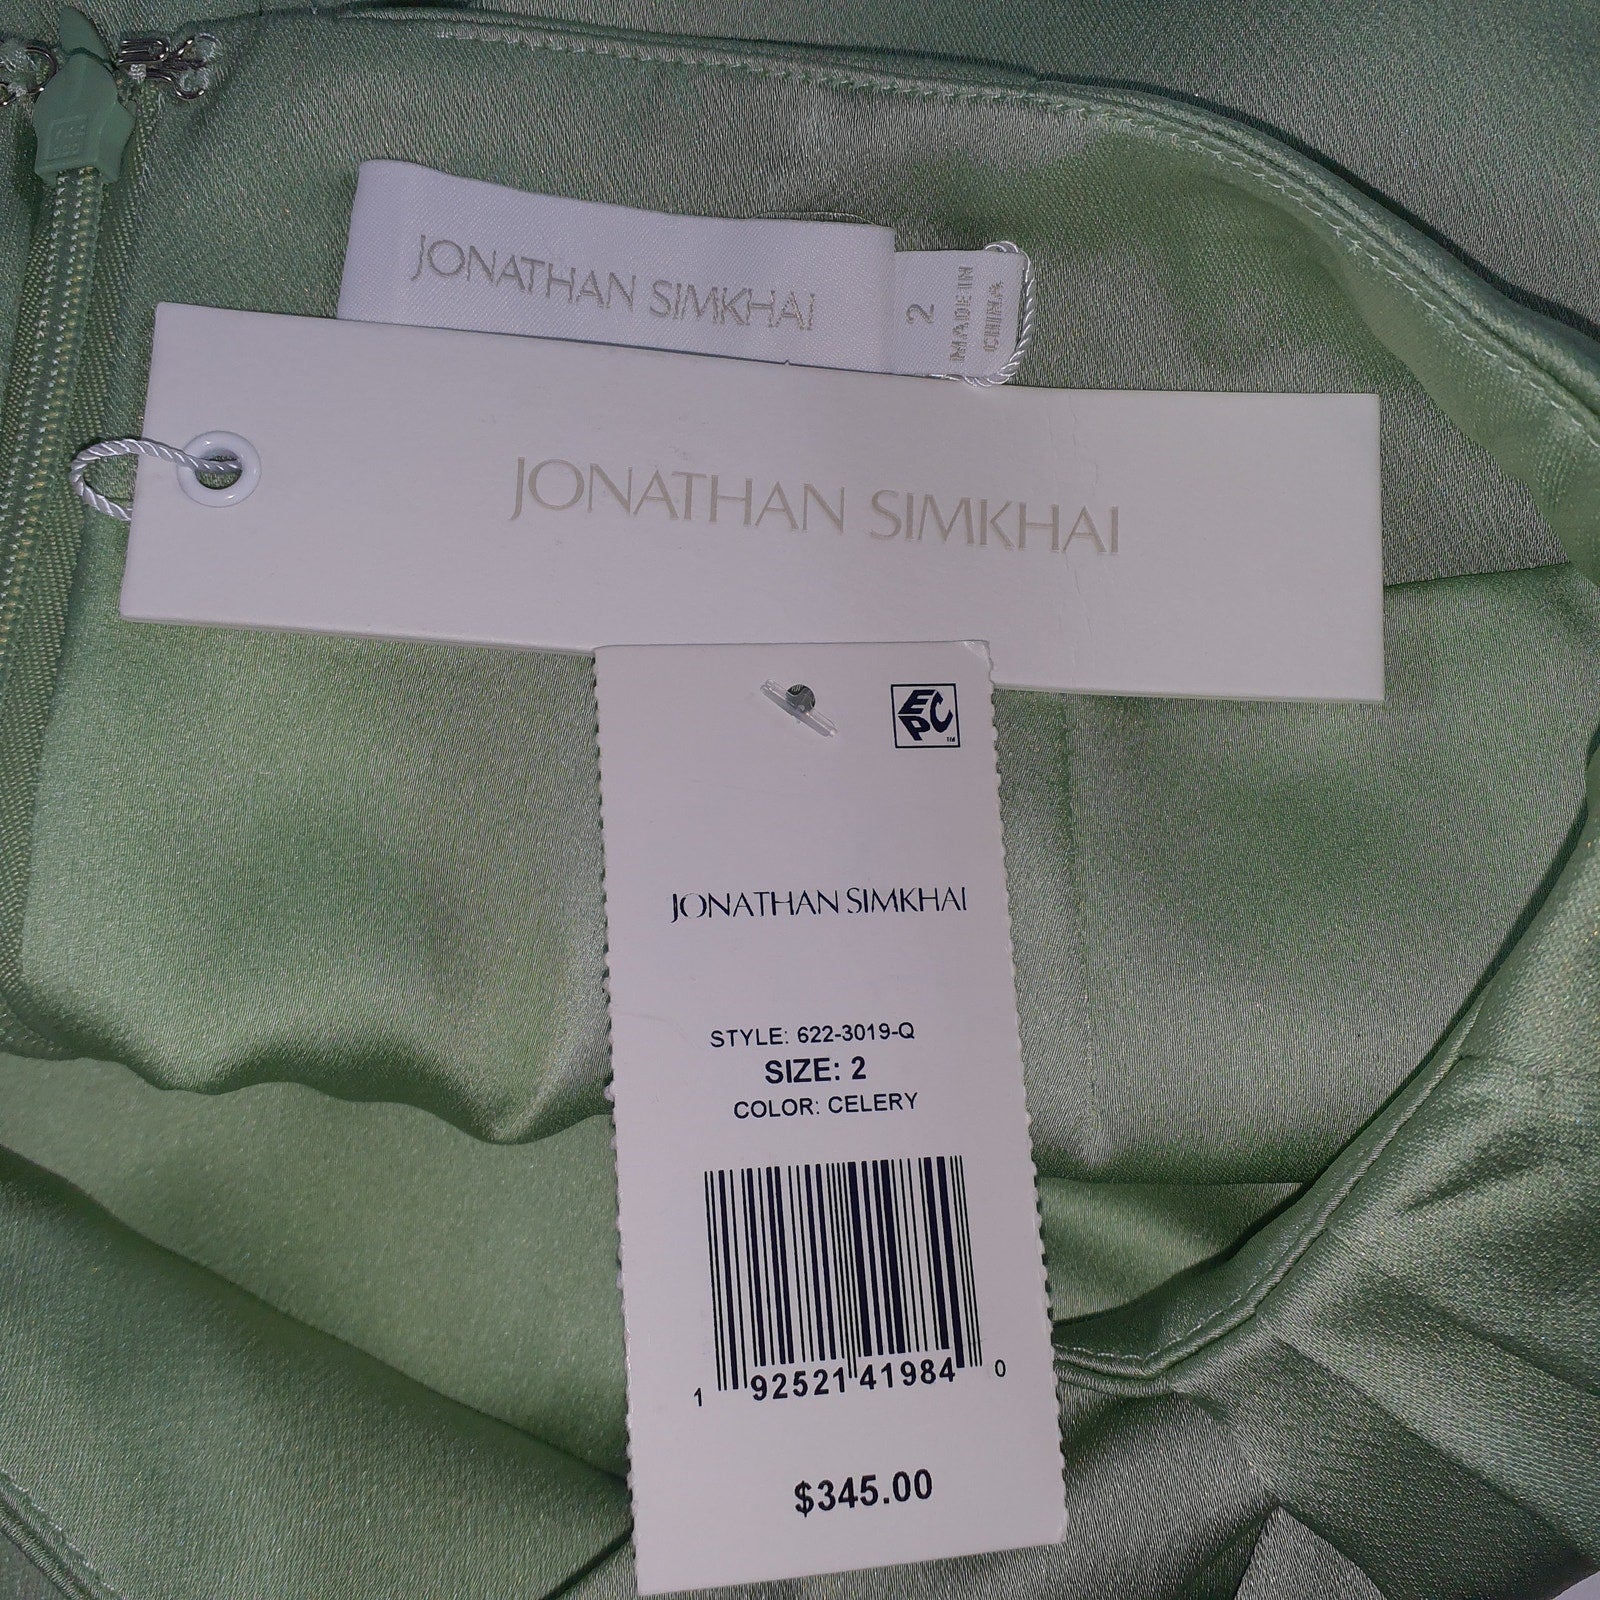 JONATHAN SIMKHAI
2
MADE IN
CHINA
JONATHAN SIMKHAI
EPC
TM
JONATHAN SIMKHAI
STYLE: 622-3019-Q
SIZE: 2
COLOR: CELERY
1 92521 41984 0
$345.00